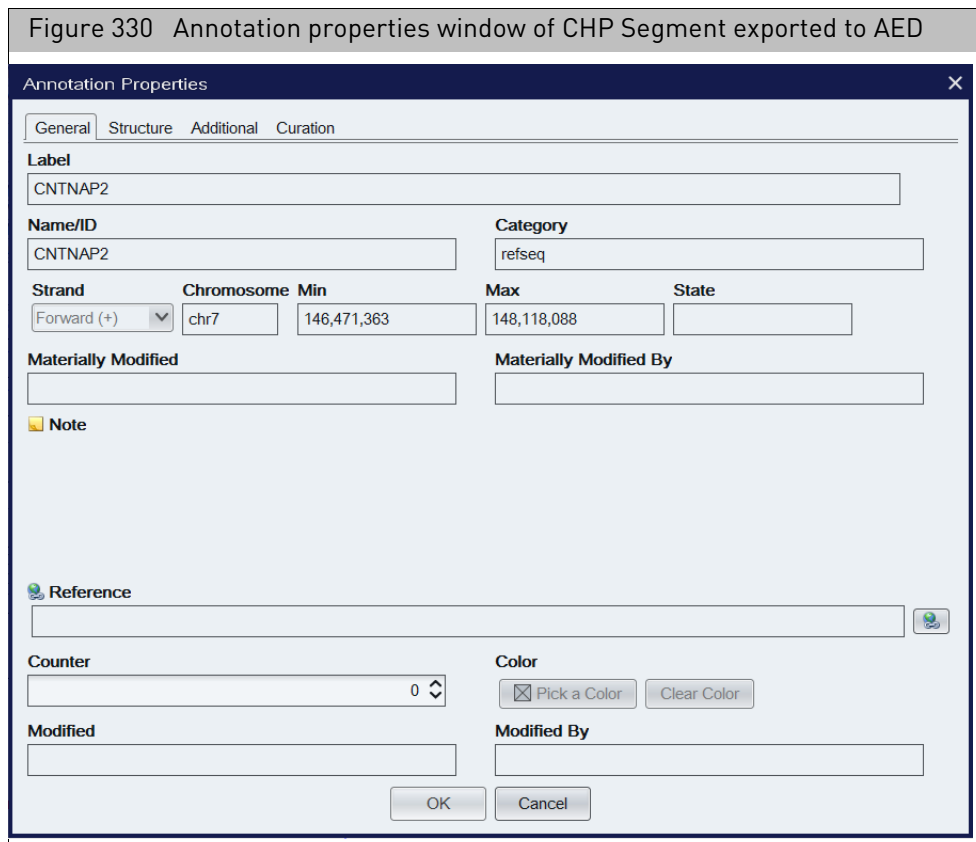 Figure 330 Annotation properties window of CHP Segment exported to AED
Annotation Properties
General Structure Additional Curation
Label
CNTNAP2
Name/ID Category
CNTNAP2 refseq
Strand Chromosome Min Max State
Forward (+) chr7 146,471,363 148,118,088
Materially Modified Materially Modified By
Note
Reference
Counter Color
0 Pick a Color Clear Color
Modified Modified By
OK Cancel